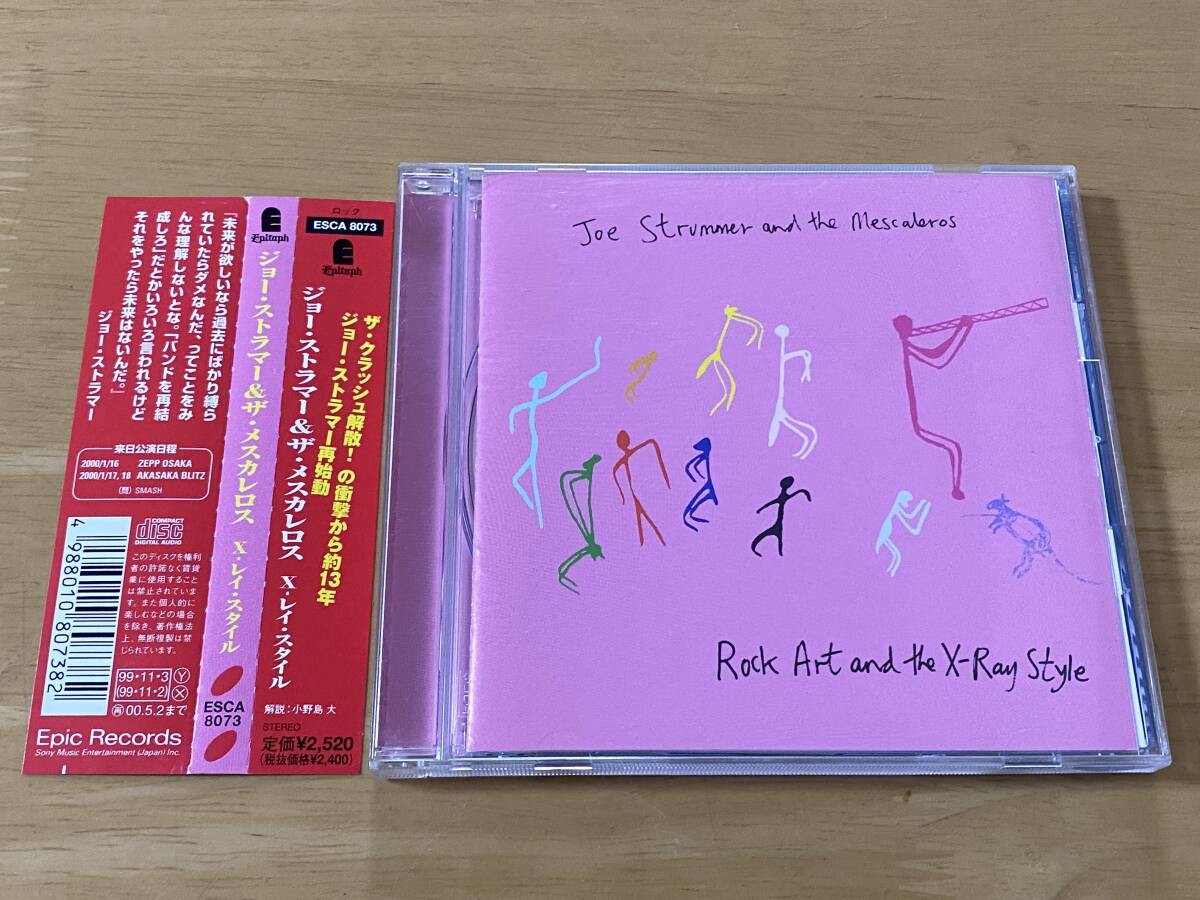 「未来が欲しいなら過去にばかり縛ら
れていたらダメなんだ、ってことをみ
んな理解しないとな。「バンドを再結
成しろ」だとかいろいろ言われるけど
それをやったら未来はないんだ。」
ジョー・ストラマー
来日公演日程
2000/1/16 ZEPP OSAKA
2000/1/17, 18 AKASAKA BLITZ
(問) SMASH
COMPACT
disc
DIGITAL AUDIO
このディスクを権利
者の許諾なく賃貸
業に使用すること
は禁止されていま
す。また個人的に
楽しむなどの場合
を除き、著作権法
上、無断複製は禁
じられています。
4 988010 807382
99・11・3 Y
(99・11・2) X
再 00.5.2まで
Epic Records
Sony Music Entertainment (Japan) Inc.
Epitaph
ジョー・ストラマー&ザ・メスカレロス X-レイ・スタイル
ESCA
8073
ロック
ESCA 8073
Epitaph
ザ・クラッシュ解散!の衝撃から約13年
ジョー・ストラマー再始動
ジョー・ストラマー&ザ・メスカレロス X-レイ・スタイル
解説:小野島 大
STEREO
定価¥2,520
(税抜価格¥2,400)
Joe Strummer and the Mescaleros
Rock Art and the X-Ray Style